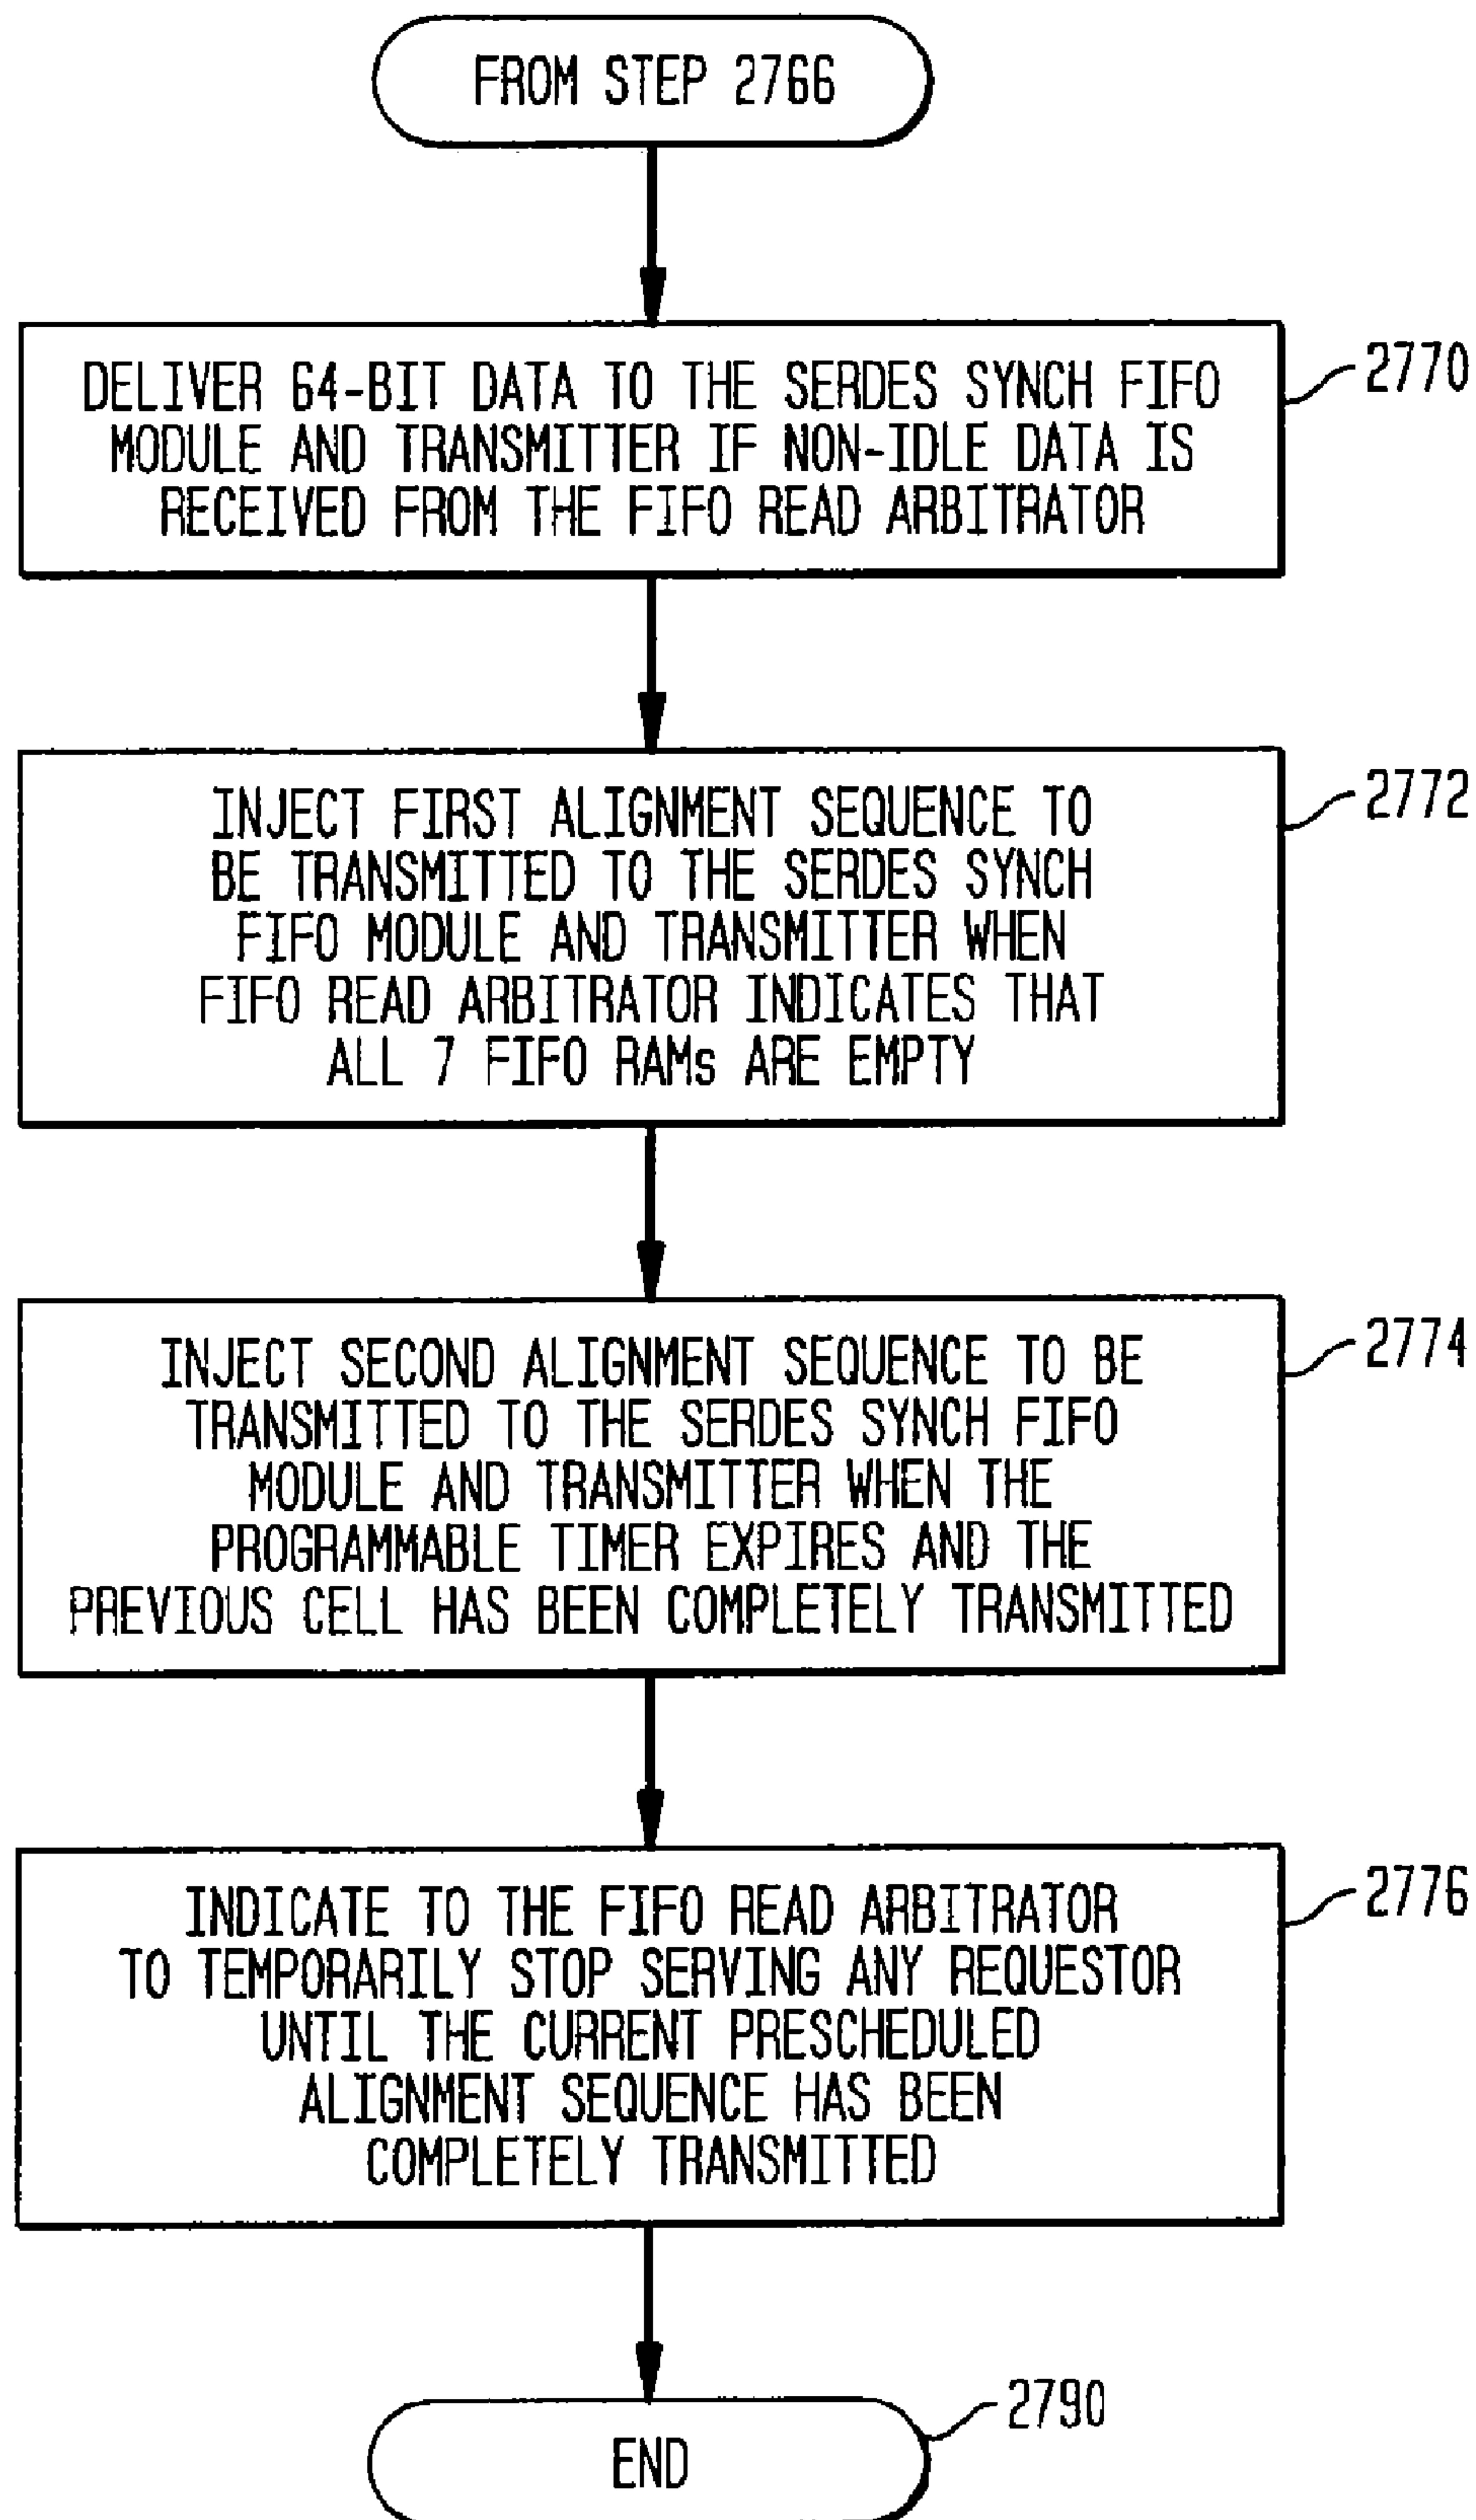 FROM STEP 2766
DELIVER 64-BIT DATA TO THE SERDES SYNCH FIFO
MODULE AND TRANSMITTER IF NON-IDLE DATA IS
RECEIVED FROM THE FIFO READ ARBITRATOR
2770
INJECT FIRST ALIGNMENT SEQUENCE TO
BE TRANSMITTED TO THE SERDES SYNCH
FIFO MODULE AND TRANSMITTER WHEN
FIFO READ ARBITRATOR INDICATES THAT
ALL 7 FIFO RAMs ARE EMPTY
2772
INJECT SECOND ALIGNMENT SEQUENCE TO BE
TRANSMITTED TO THE SERDES SYNCH FIFO
MODULE AND TRANSMITTER WHEN THE
PROGRAMMABLE TIMER EXPIRES AND THE
PREVIOUS CELL HAS BEEN COMPLETELY TRANSMITTED
2774
INDICATE TO THE FIFO READ ARBITRATOR
TO TEMPORARILY STOP SERVING ANY REQUESTOR
UNTIL THE CURRENT PRESCHEDULED
ALIGNMENT SEQUENCE HAS BEEN
COMPLETELY TRANSMITTED
2776
END
2790